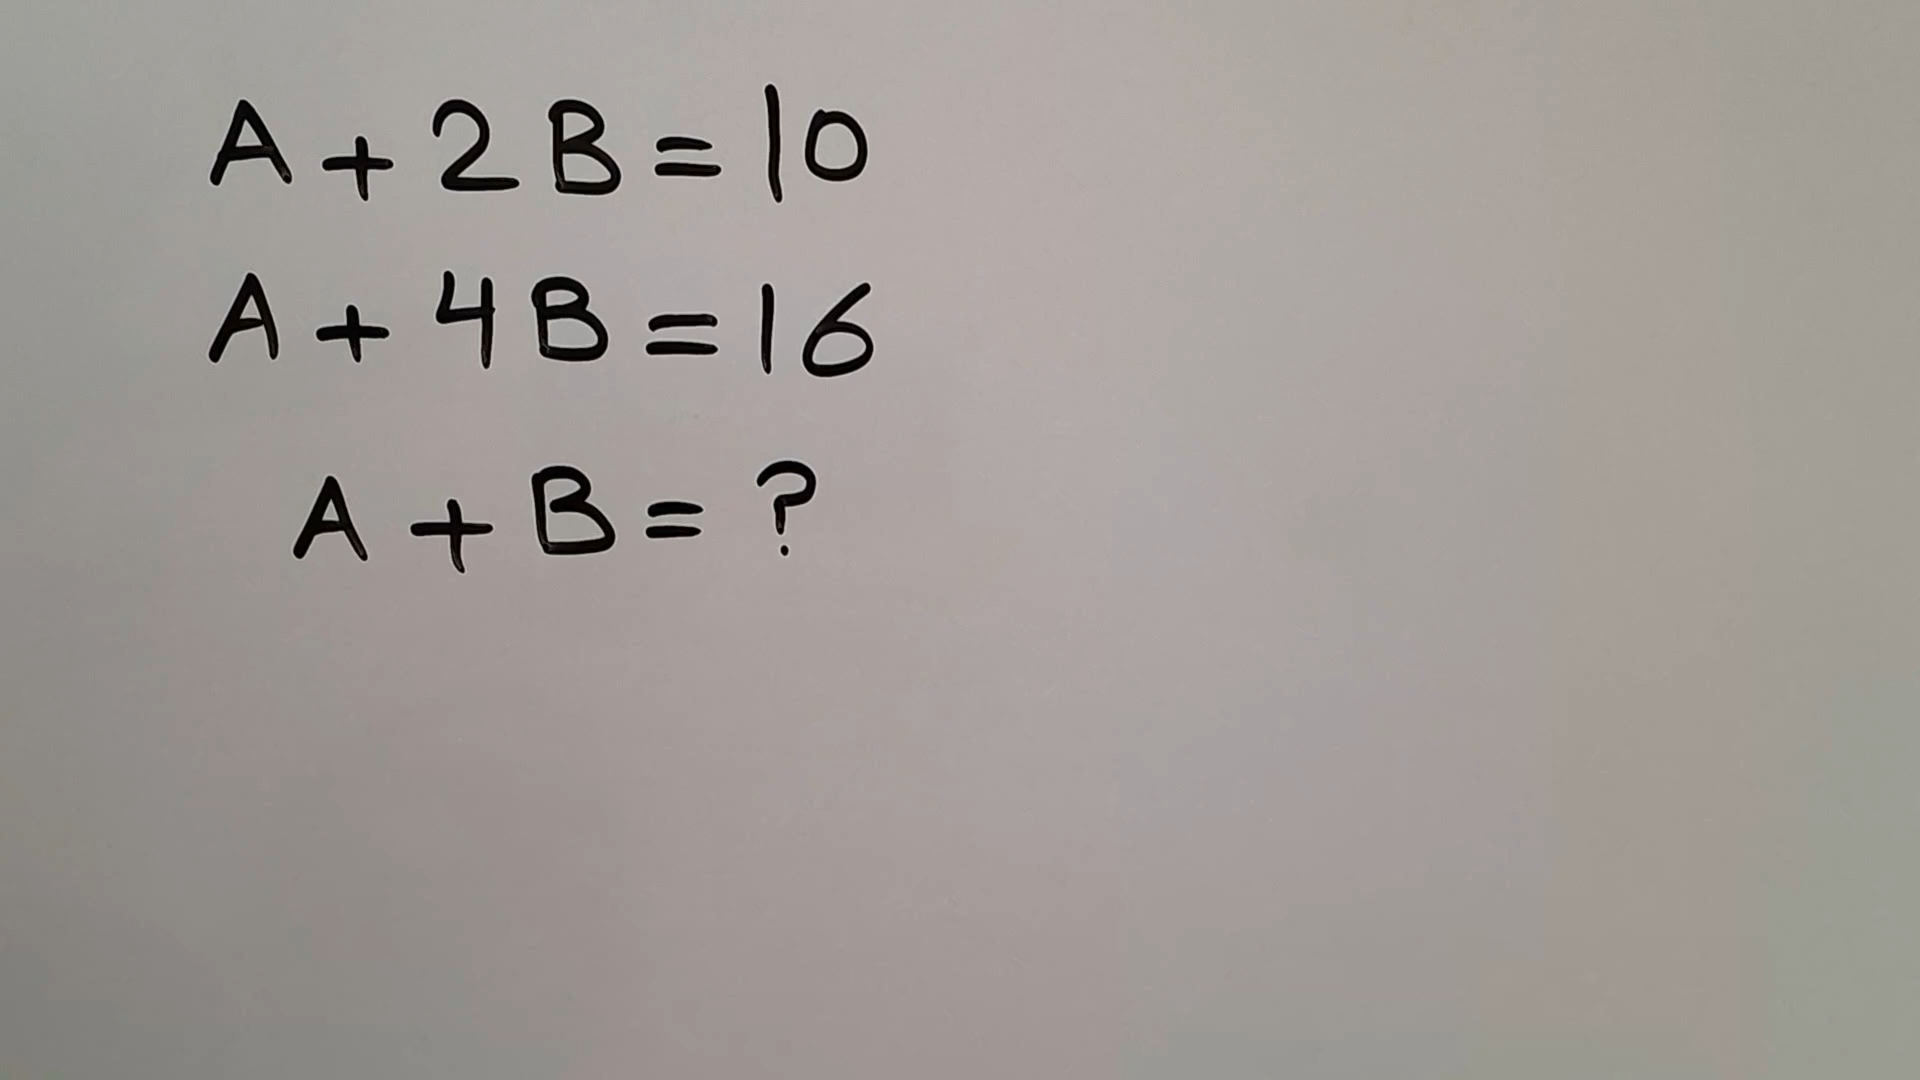 A + 2B = 10
A + 4B = 16
A + B = ?